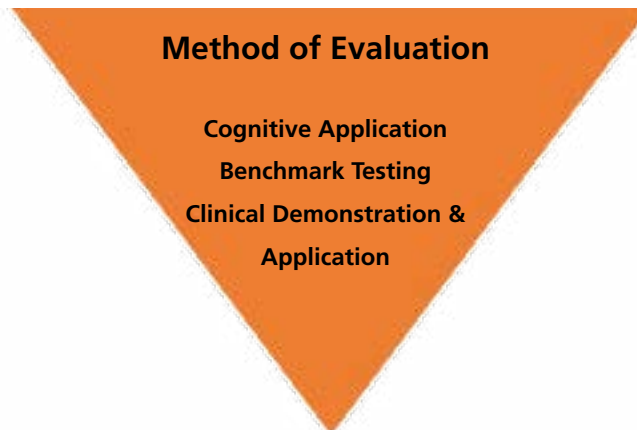 Method of Evaluation
Cognitive Application
Benchmark Testing
Clinical Demonstration &
Application